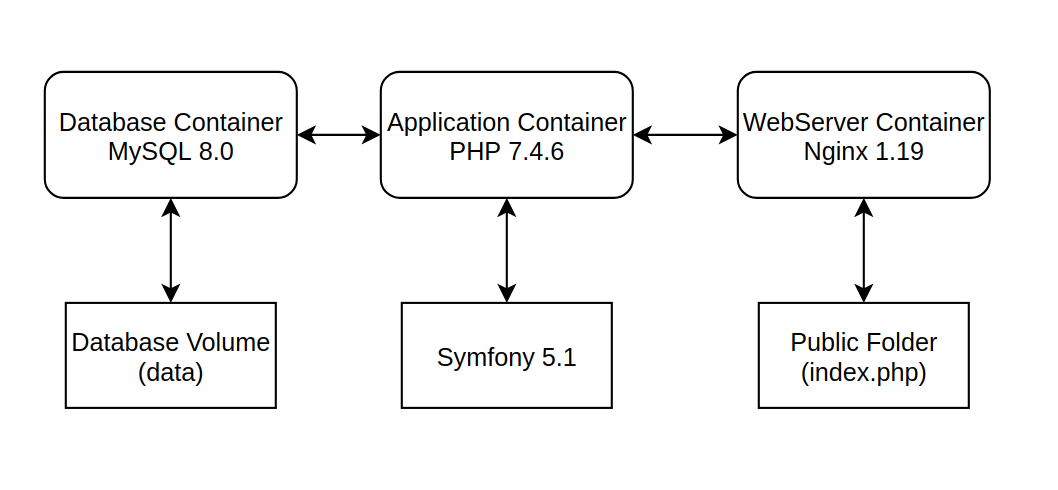 Database Container
MySQL 8.0
Application Container
PHP 7.4.6
WebServer Container
Nginx 1.19
Database Volume
(data)
Symfony 5.1
Public Folder
(index.php)